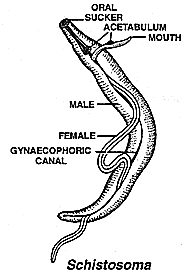 ORAL
SUCKER
ACETABULUM
MOUTH
MALE
FEMALE
GYNAECOPHORIC
CANAL
Schistosoma